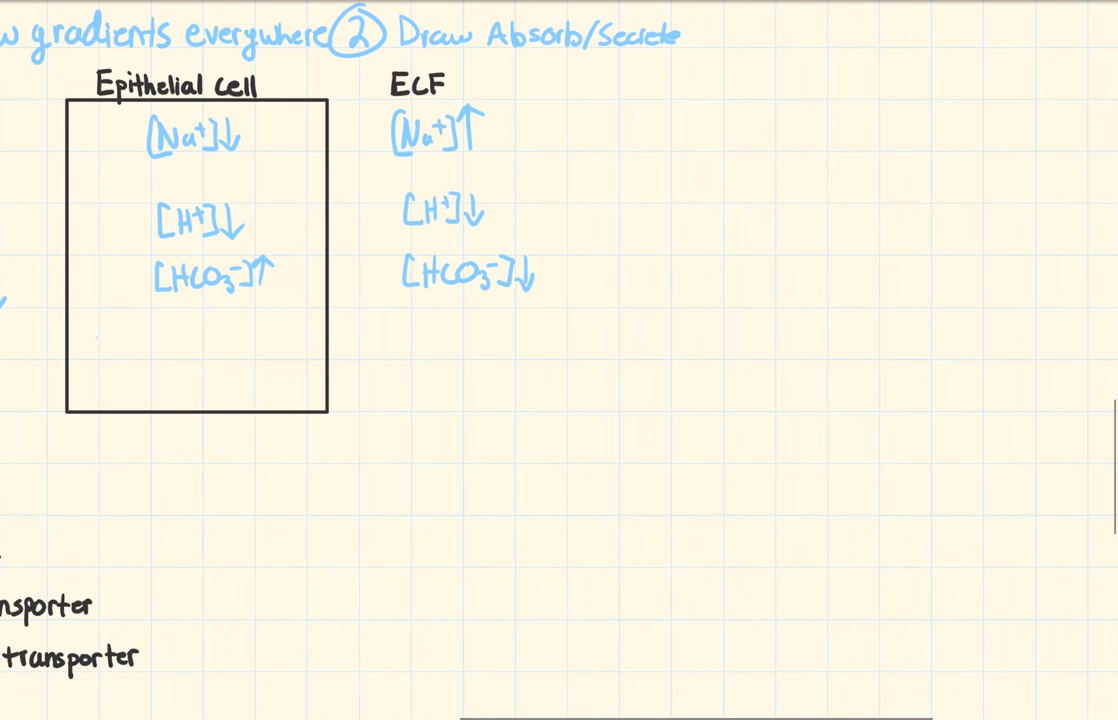 w gradients everywhere ② Draw Absorb/Secrete
Epithelial cell
ECF
[Na⁺]↓
[Na⁺]↑
[H⁺]↓
[H⁺]↓
[HCO₃⁻]↑
[HCO₃⁻]↓
nsporter
transporter